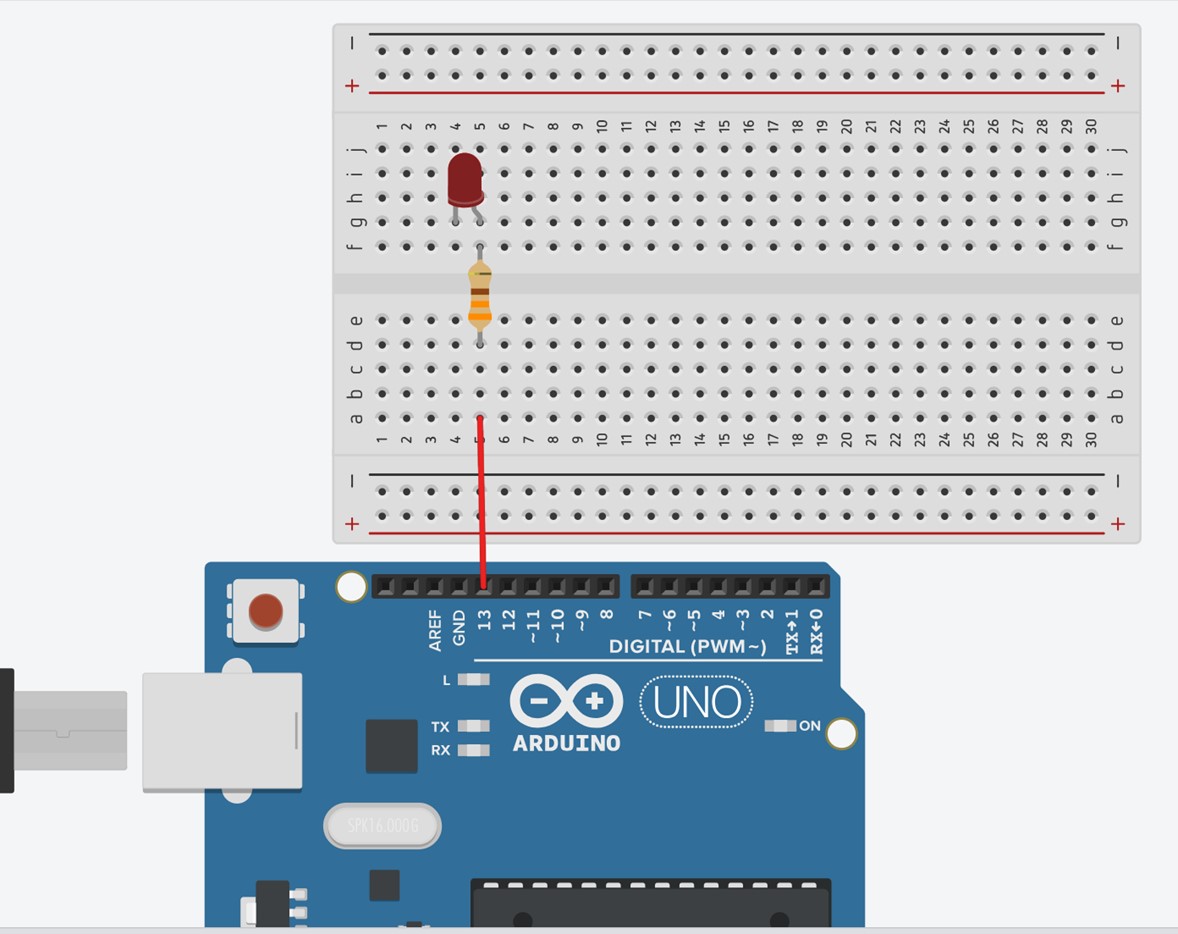 − −
+ +
1 2 3 4 5 6 7 8 9 10 11 12 13 14 15 16 17 18 19 20 21 22 23 24 25 26 27 28 29 30
j j
i i
h h
g g
f f
e e
d d
c c
b b
a a
1 2 3 4 6 7 8 9 10 11 12 13 14 15 16 17 18 19 20 21 22 23 24 25 26 27 28 29 30
− −
+ +
AREF GND 13 12 ~11 ~10 ~9 8 7 ~6 ~5 4 ~3 2 TX→1 RX←0
DIGITAL (PWM~)
L
− + UNO
TX ON
ARDUINO
RX
SPK16.000G